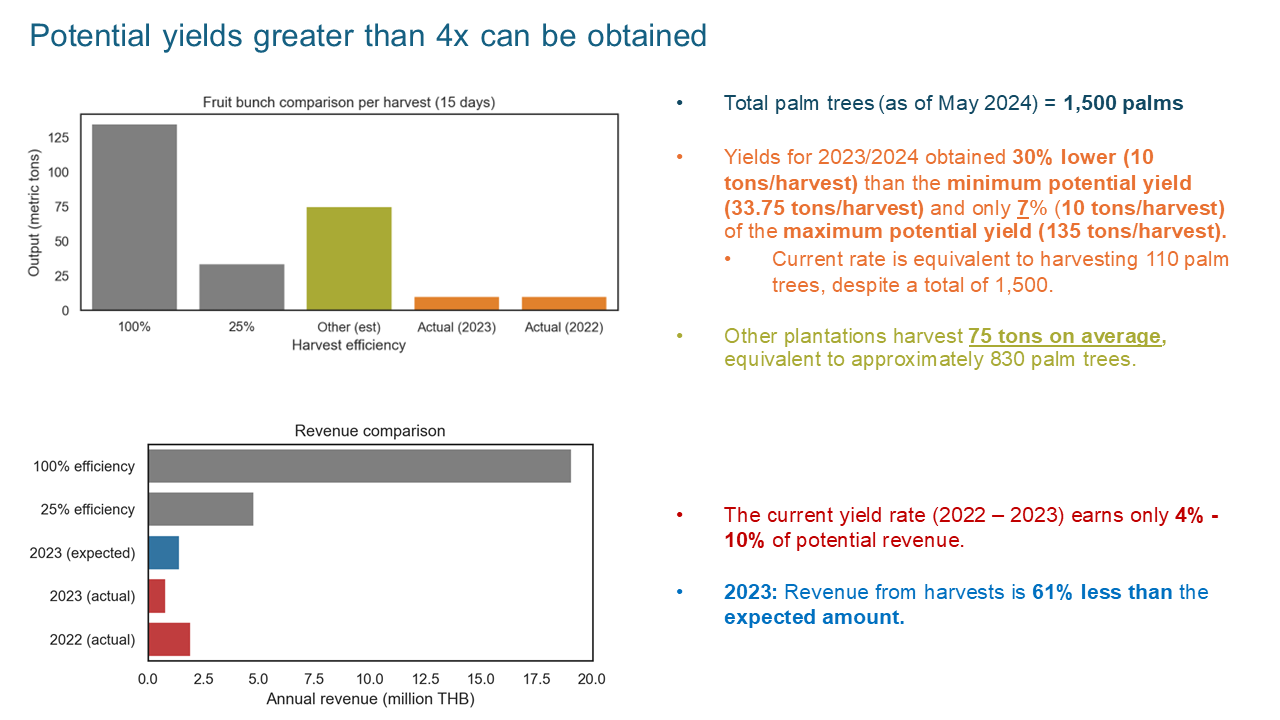 Potential yields greater than 4x can be obtained
Fruit bunch comparison per harvest (15 days)
Output (metric tons)
125
100
75
50
25
0
100%
25%
Other (est)
Actual (2023)
Actual (2022)
Harvest efficiency
• Total palm trees (as of May 2024) = 1,500 palms
• Yields for 2023/2024 obtained 30% lower (10
tons/harvest) than the minimum potential yield
(33.75 tons/harvest) and only 7% (10 tons/harvest)
of the maximum potential yield (135 tons/harvest).
• Current rate is equivalent to harvesting 110 palm
trees, despite a total of 1,500.
• Other plantations harvest 75 tons on average,
equivalent to approximately 830 palm trees.
Revenue comparison
100% efficiency
25% efficiency
2023 (expected)
2023 (actual)
2022 (actual)
0.0 2.5 5.0 7.5 10.0 12.5 15.0 17.5 20.0
Annual revenue (million THB)
• The current yield rate (2022 – 2023) earns only 4% -
10% of potential revenue.
• 2023: Revenue from harvests is 61% less than the
expected amount.